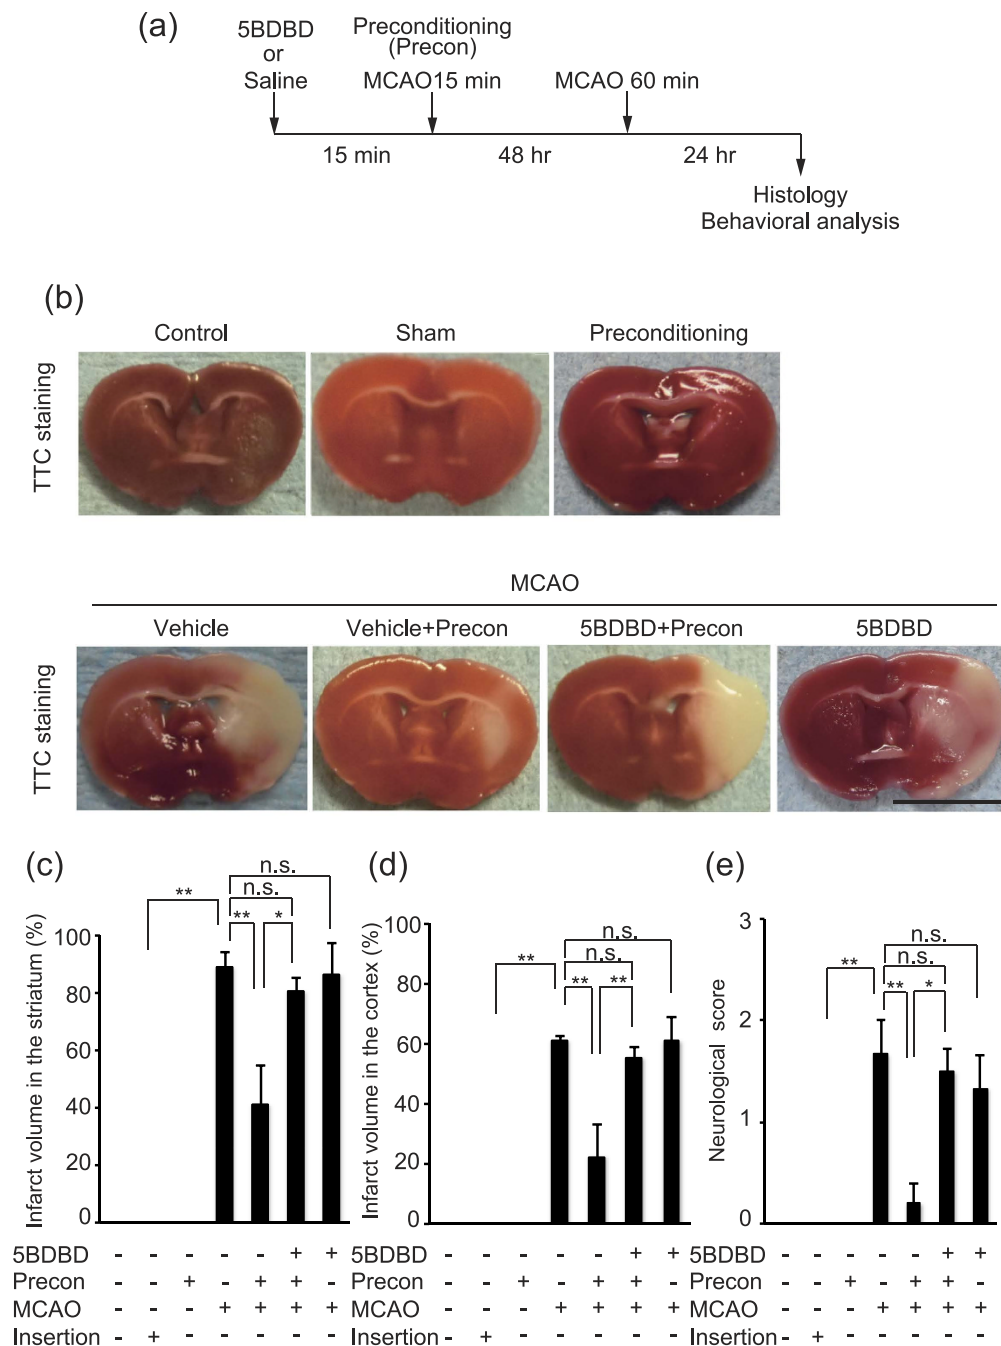 (a)
5BDBD
or
Saline
Preconditioning
(Precon)
MCAO15 min
MCAO 60 min
15 min
48 hr
24 hr
Histology
Behavioral analysis
(b)
Control
Sham
Preconditioning
TTC staining
MCAO
Vehicle
Vehicle+Precon
5BDBD+Precon
5BDBD
TTC staining
(c)
n.s.
n.s.
**
**
*
Infarct volume in the striatum (%)
100
80
60
40
20
0
5BDBD - - - - - + +
Precon - - + - + + -
MCAO - - - + + + +
Insertion - + - - - - -
(d)
n.s.
n.s.
**
**
**
Infarct volume in the cortex (%)
100
80
60
40
20
0
- - - - - + +
Precon - - + - + + -
MCAO - - - + + + +
Insertion - + - - - - -
(e)
n.s.
n.s.
**
**
*
Neurological score
3
2
1
0
5BDBD - - - - - + +
Precon - - + - + + -
MCAO - - - + + + +
Insertion - + - - - - -